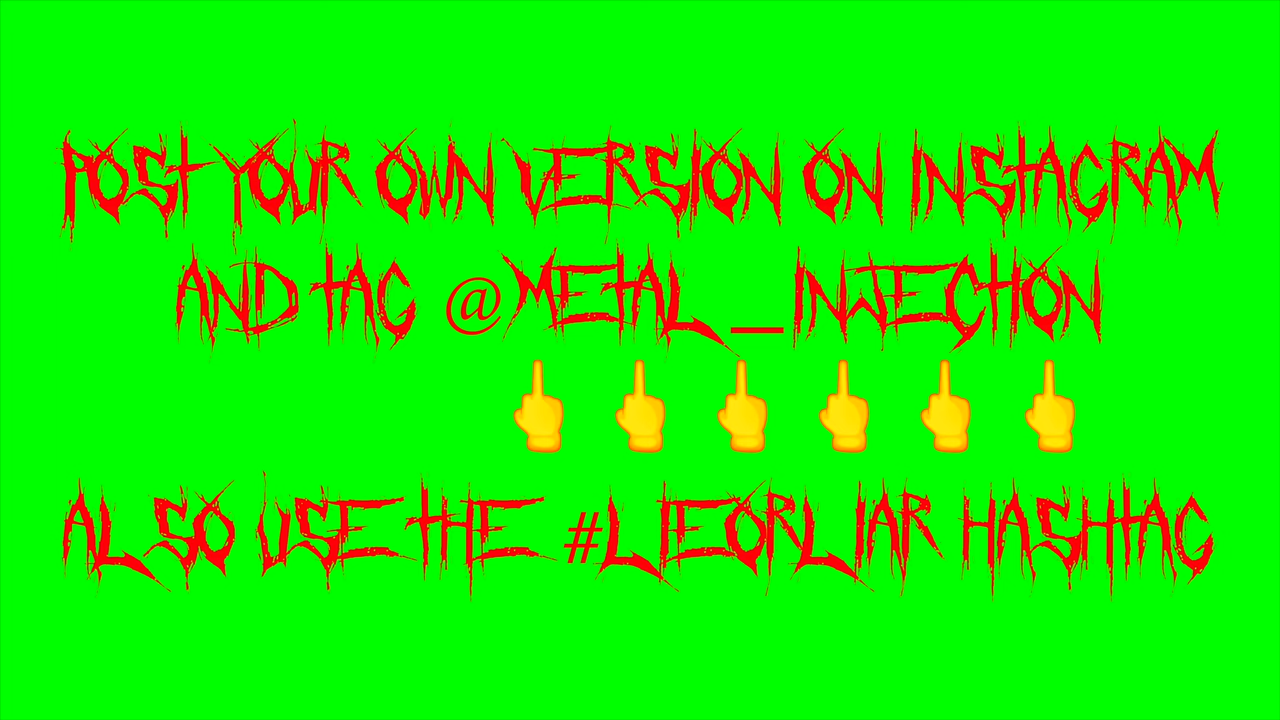 POST YOUR OWN VERSION ON INSTAGRAM
AND TAG @METAL_INJECTION
🖕🖕🖕🖕🖕🖕
ALSO USE THE #LIEORLIAR HASHTAG